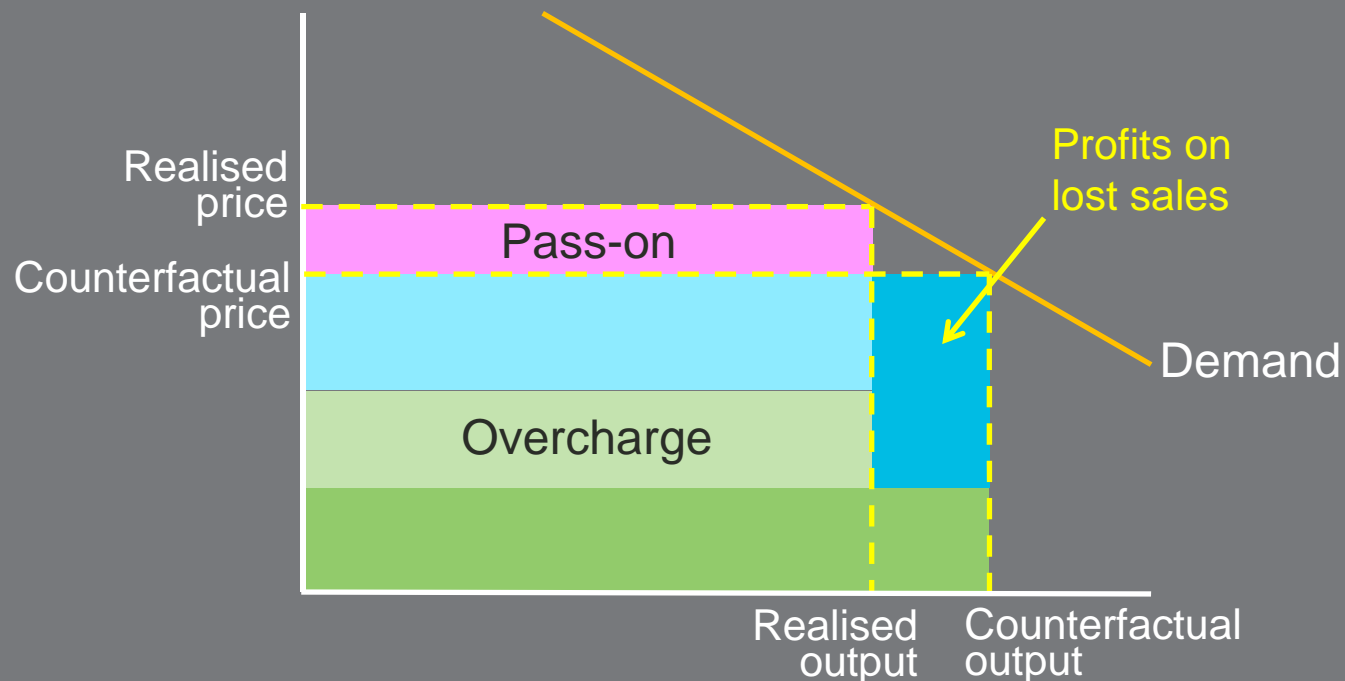 Profits on
lost sales
Realised
price
Pass-on
Counterfactual
price
Demand
Overcharge
Realised
output
Counterfactual
output